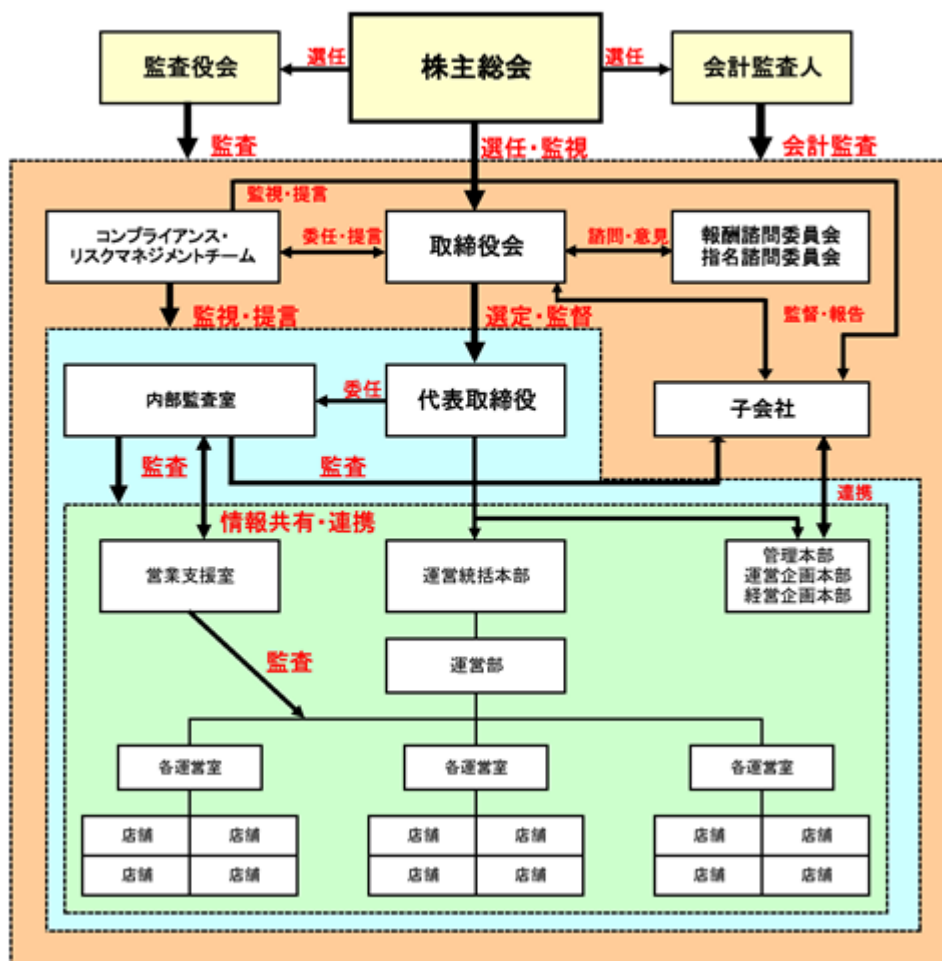 監査役会
選任
株主総会
選任
会計監査人
監査
選任・監視
会計監査
監視・提言
コンプライアンス・
リスクマネジメントチーム
委任・提言
取締役会
諮問・意見
報酬諮問委員会
指名諮問委員会
監視・提言
選定・監督
監督・報告
内部監査室
委任
代表取締役
子会社
監査
監査
連携
情報共有・連携
営業支援室
運営統括本部
管理本部
運営企画本部
経営企画本部
監査
運営部
各運営室
各運営室
各運営室
店舗
店舗
店舗
店舗
店舗
店舗
店舗
店舗
店舗
店舗
店舗
店舗